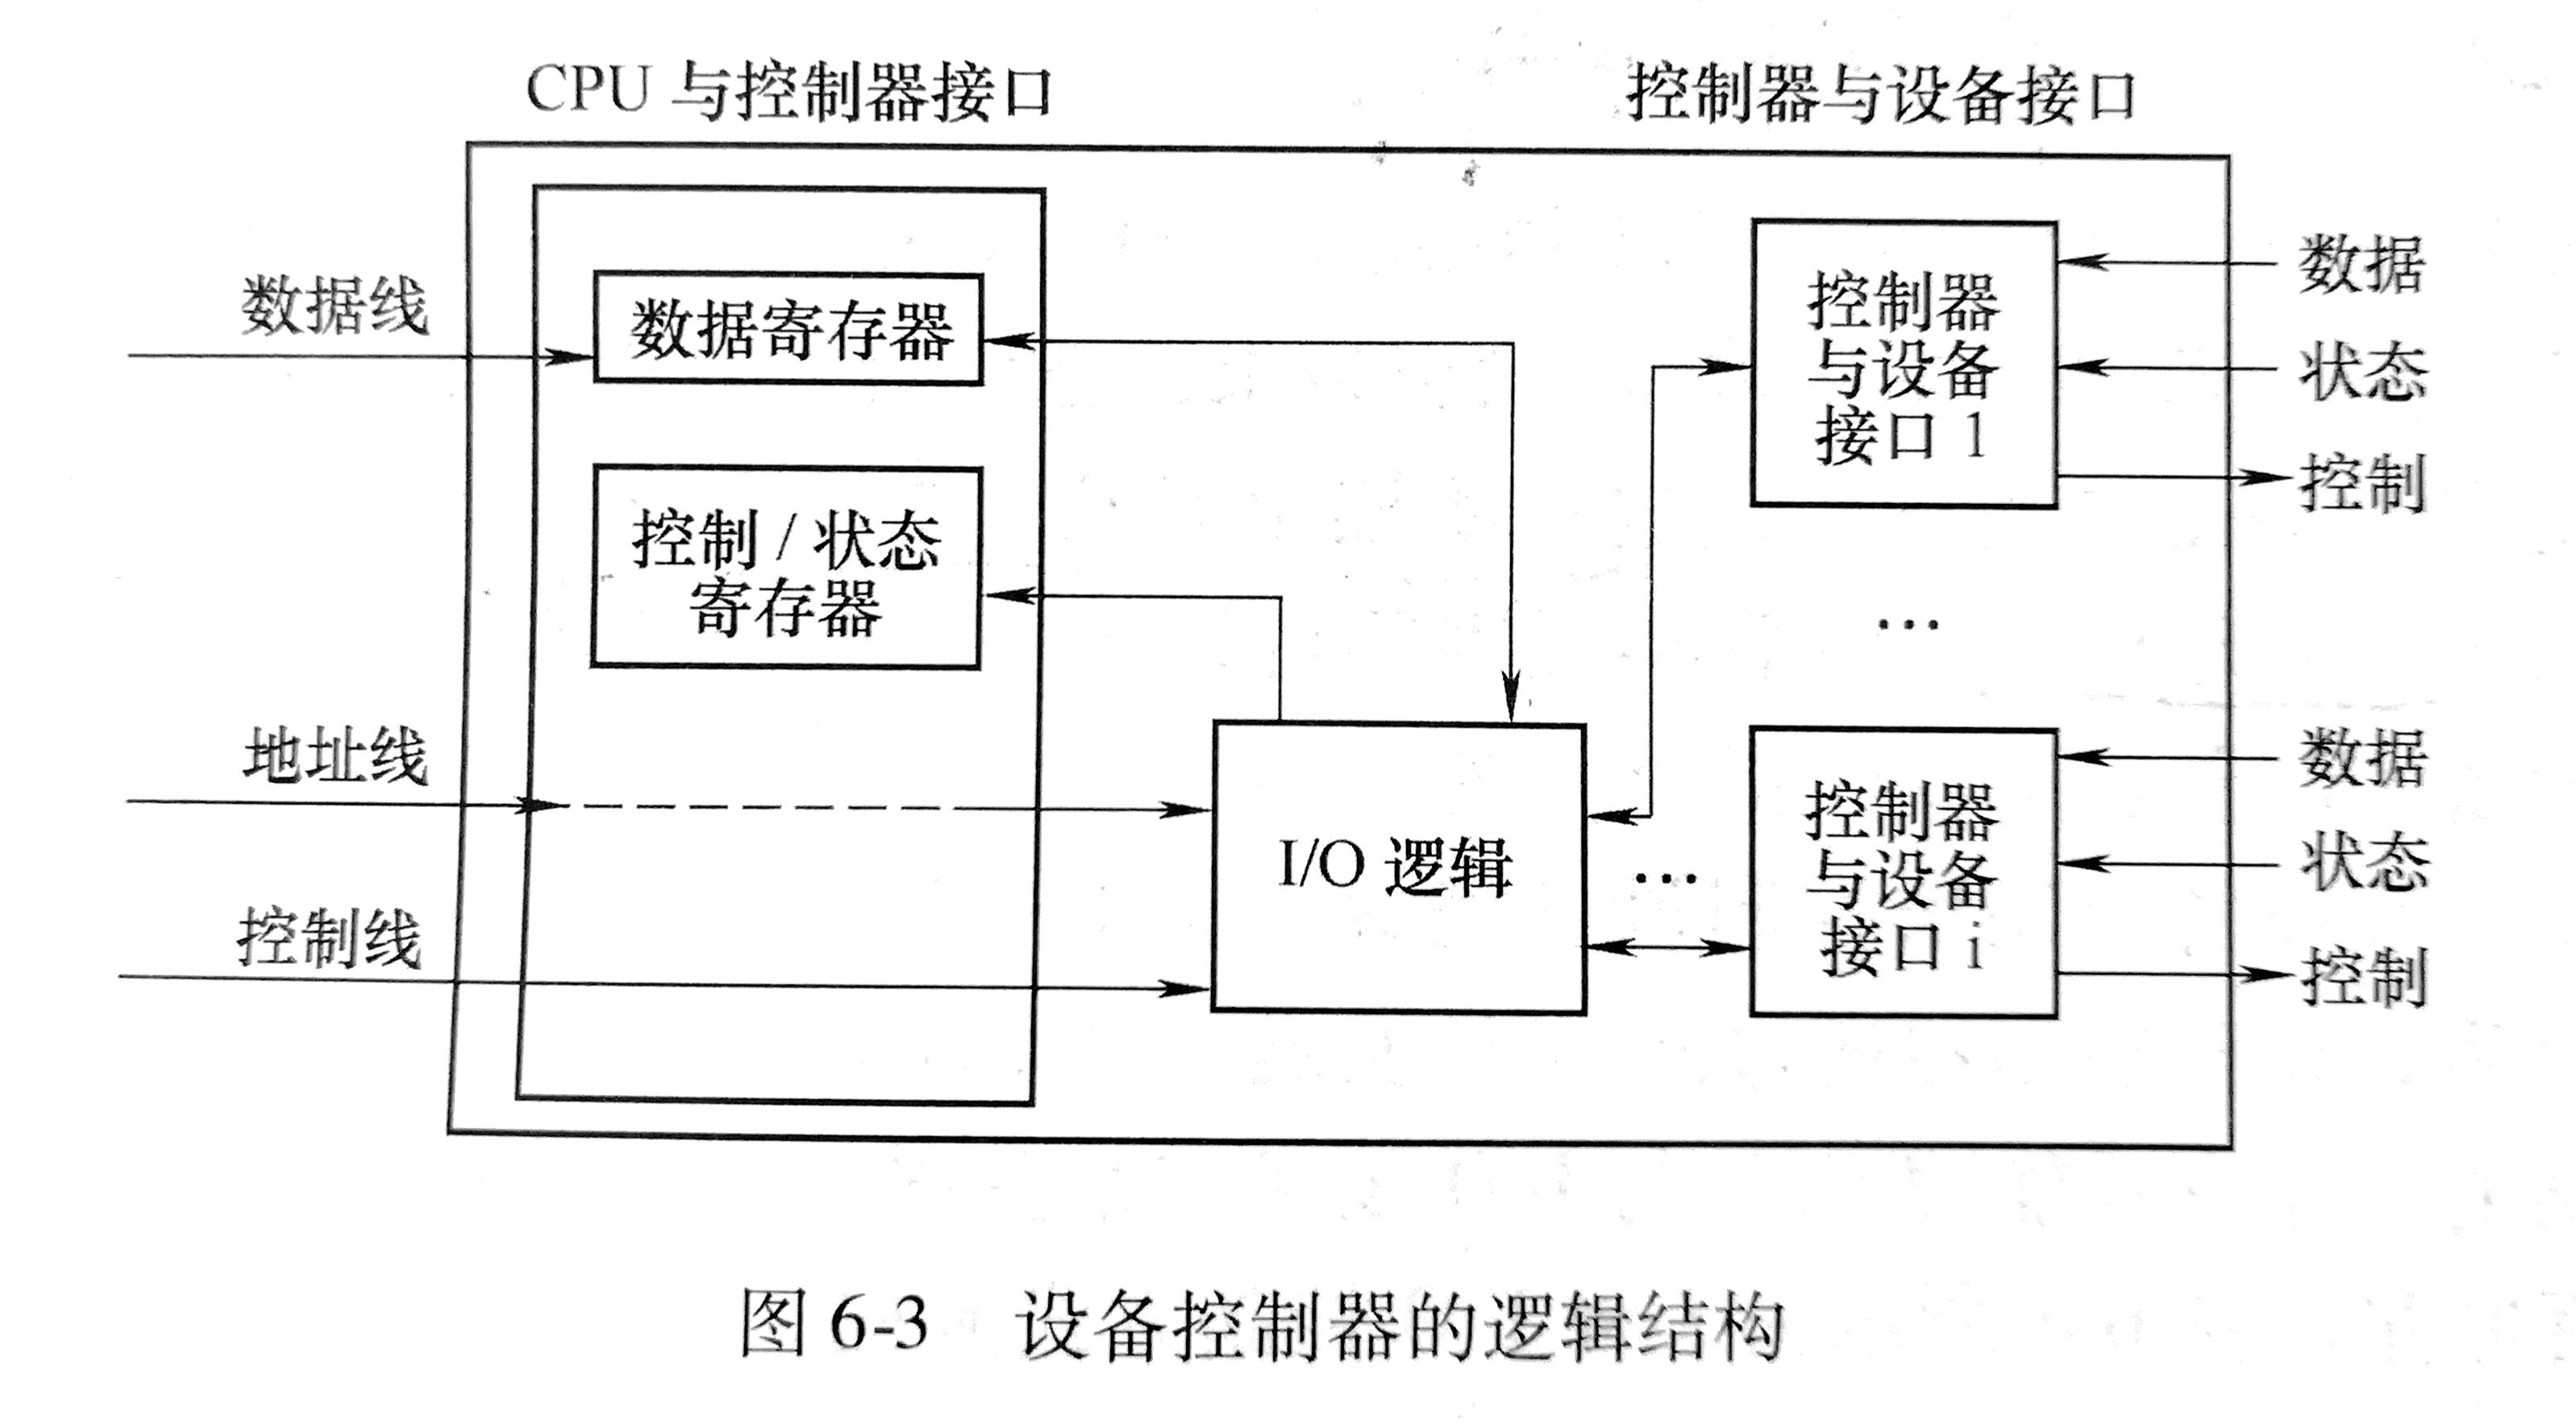 CPU 与控制器接口
控制器与设备接口
数据线
数据寄存器
控制 / 状态
寄存器
地址线
控制线
I/O 逻辑
...
控制器
与设备
接口 1
数据
状态
控制
...
控制器
与设备
接口 i
数据
状态
控制
图 6-3 设备控制器的逻辑结构